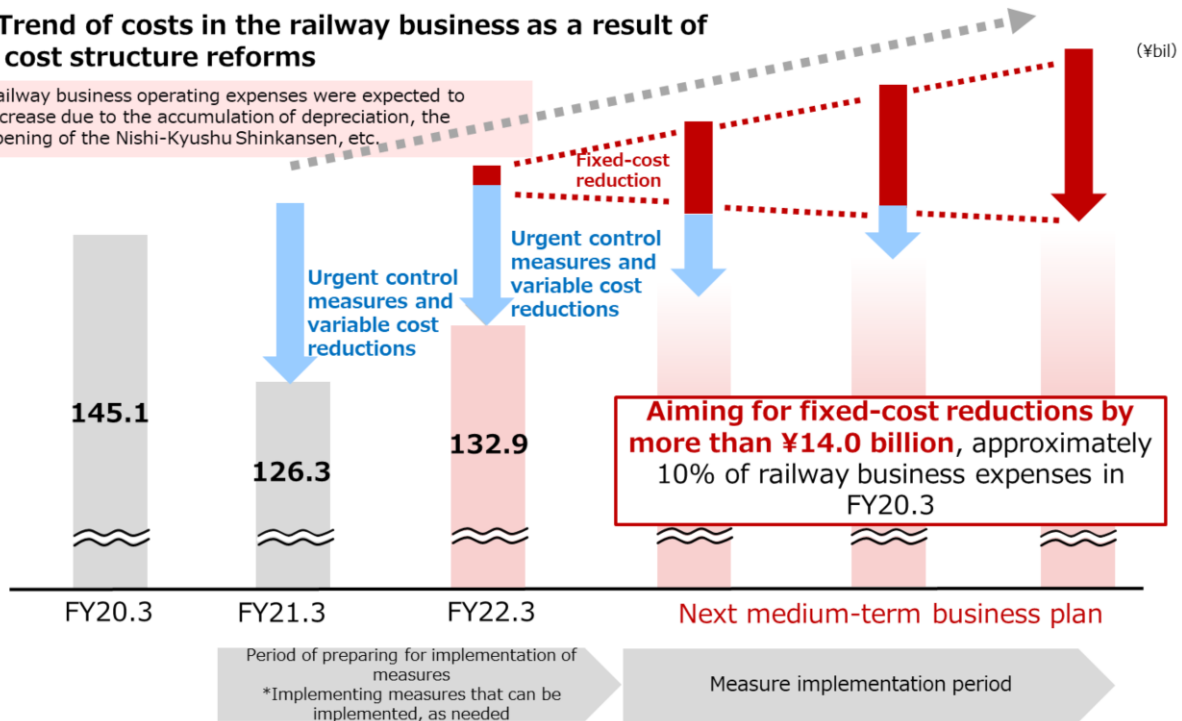 Trend of costs in the railway business as a result of
cost structure reforms
(¥bil)
ailway business operating expenses were expected to
crease due to the accumulation of depreciation, the
pening of the Nishi-Kyushu Shinkansen, etc.
Fixed-cost
reduction
Urgent control
measures and
variable cost
reductions
Urgent control
measures and
variable cost
reductions
145.1
126.3
132.9
Aiming for fixed-cost reductions by
more than ¥14.0 billion, approximately
10% of railway business expenses in
FY20.3
FY20.3
FY21.3
FY22.3
Next medium-term business plan
Period of preparing for implementation of
measures
*Implementing measures that can be
implemented, as needed
Measure implementation period